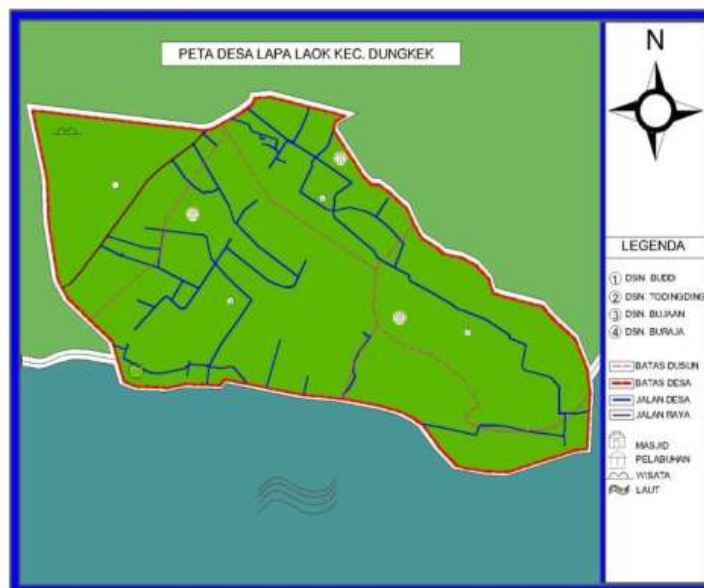 PETA DESA LAPA LAOK KEC. DUNGKEK
N
LEGENDA
1 DSN. BUDDI
2 DSN. TODINGDING
3 DSN. BUJAAN
4 DSN. BURAJA
BATAS DUSUN
BATAS DESA
JALAN DESA
JALAN RAYA
MASJID
PELABUHAN
WISATA
LAUT